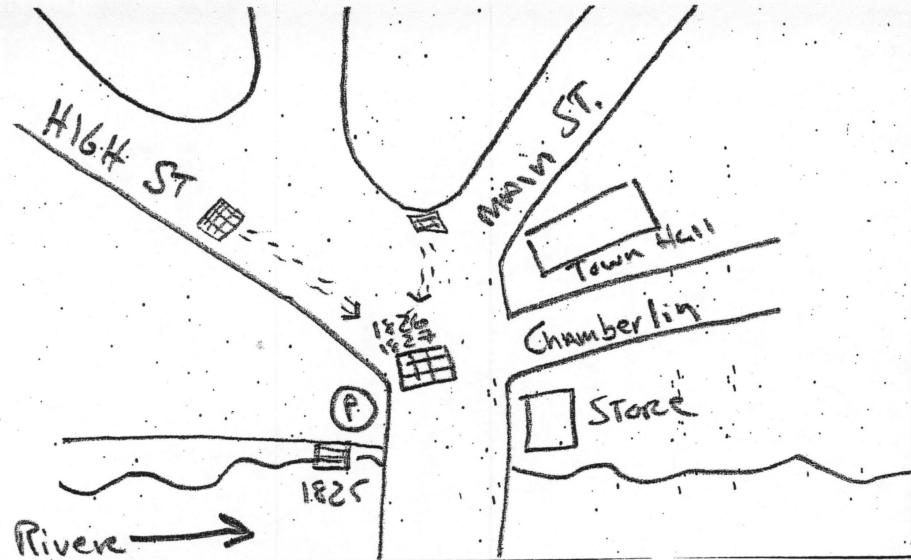 HIGH ST
MAIN ST.
Town Hall
1826
1827
Chamberlin
P
STORE
1825
River